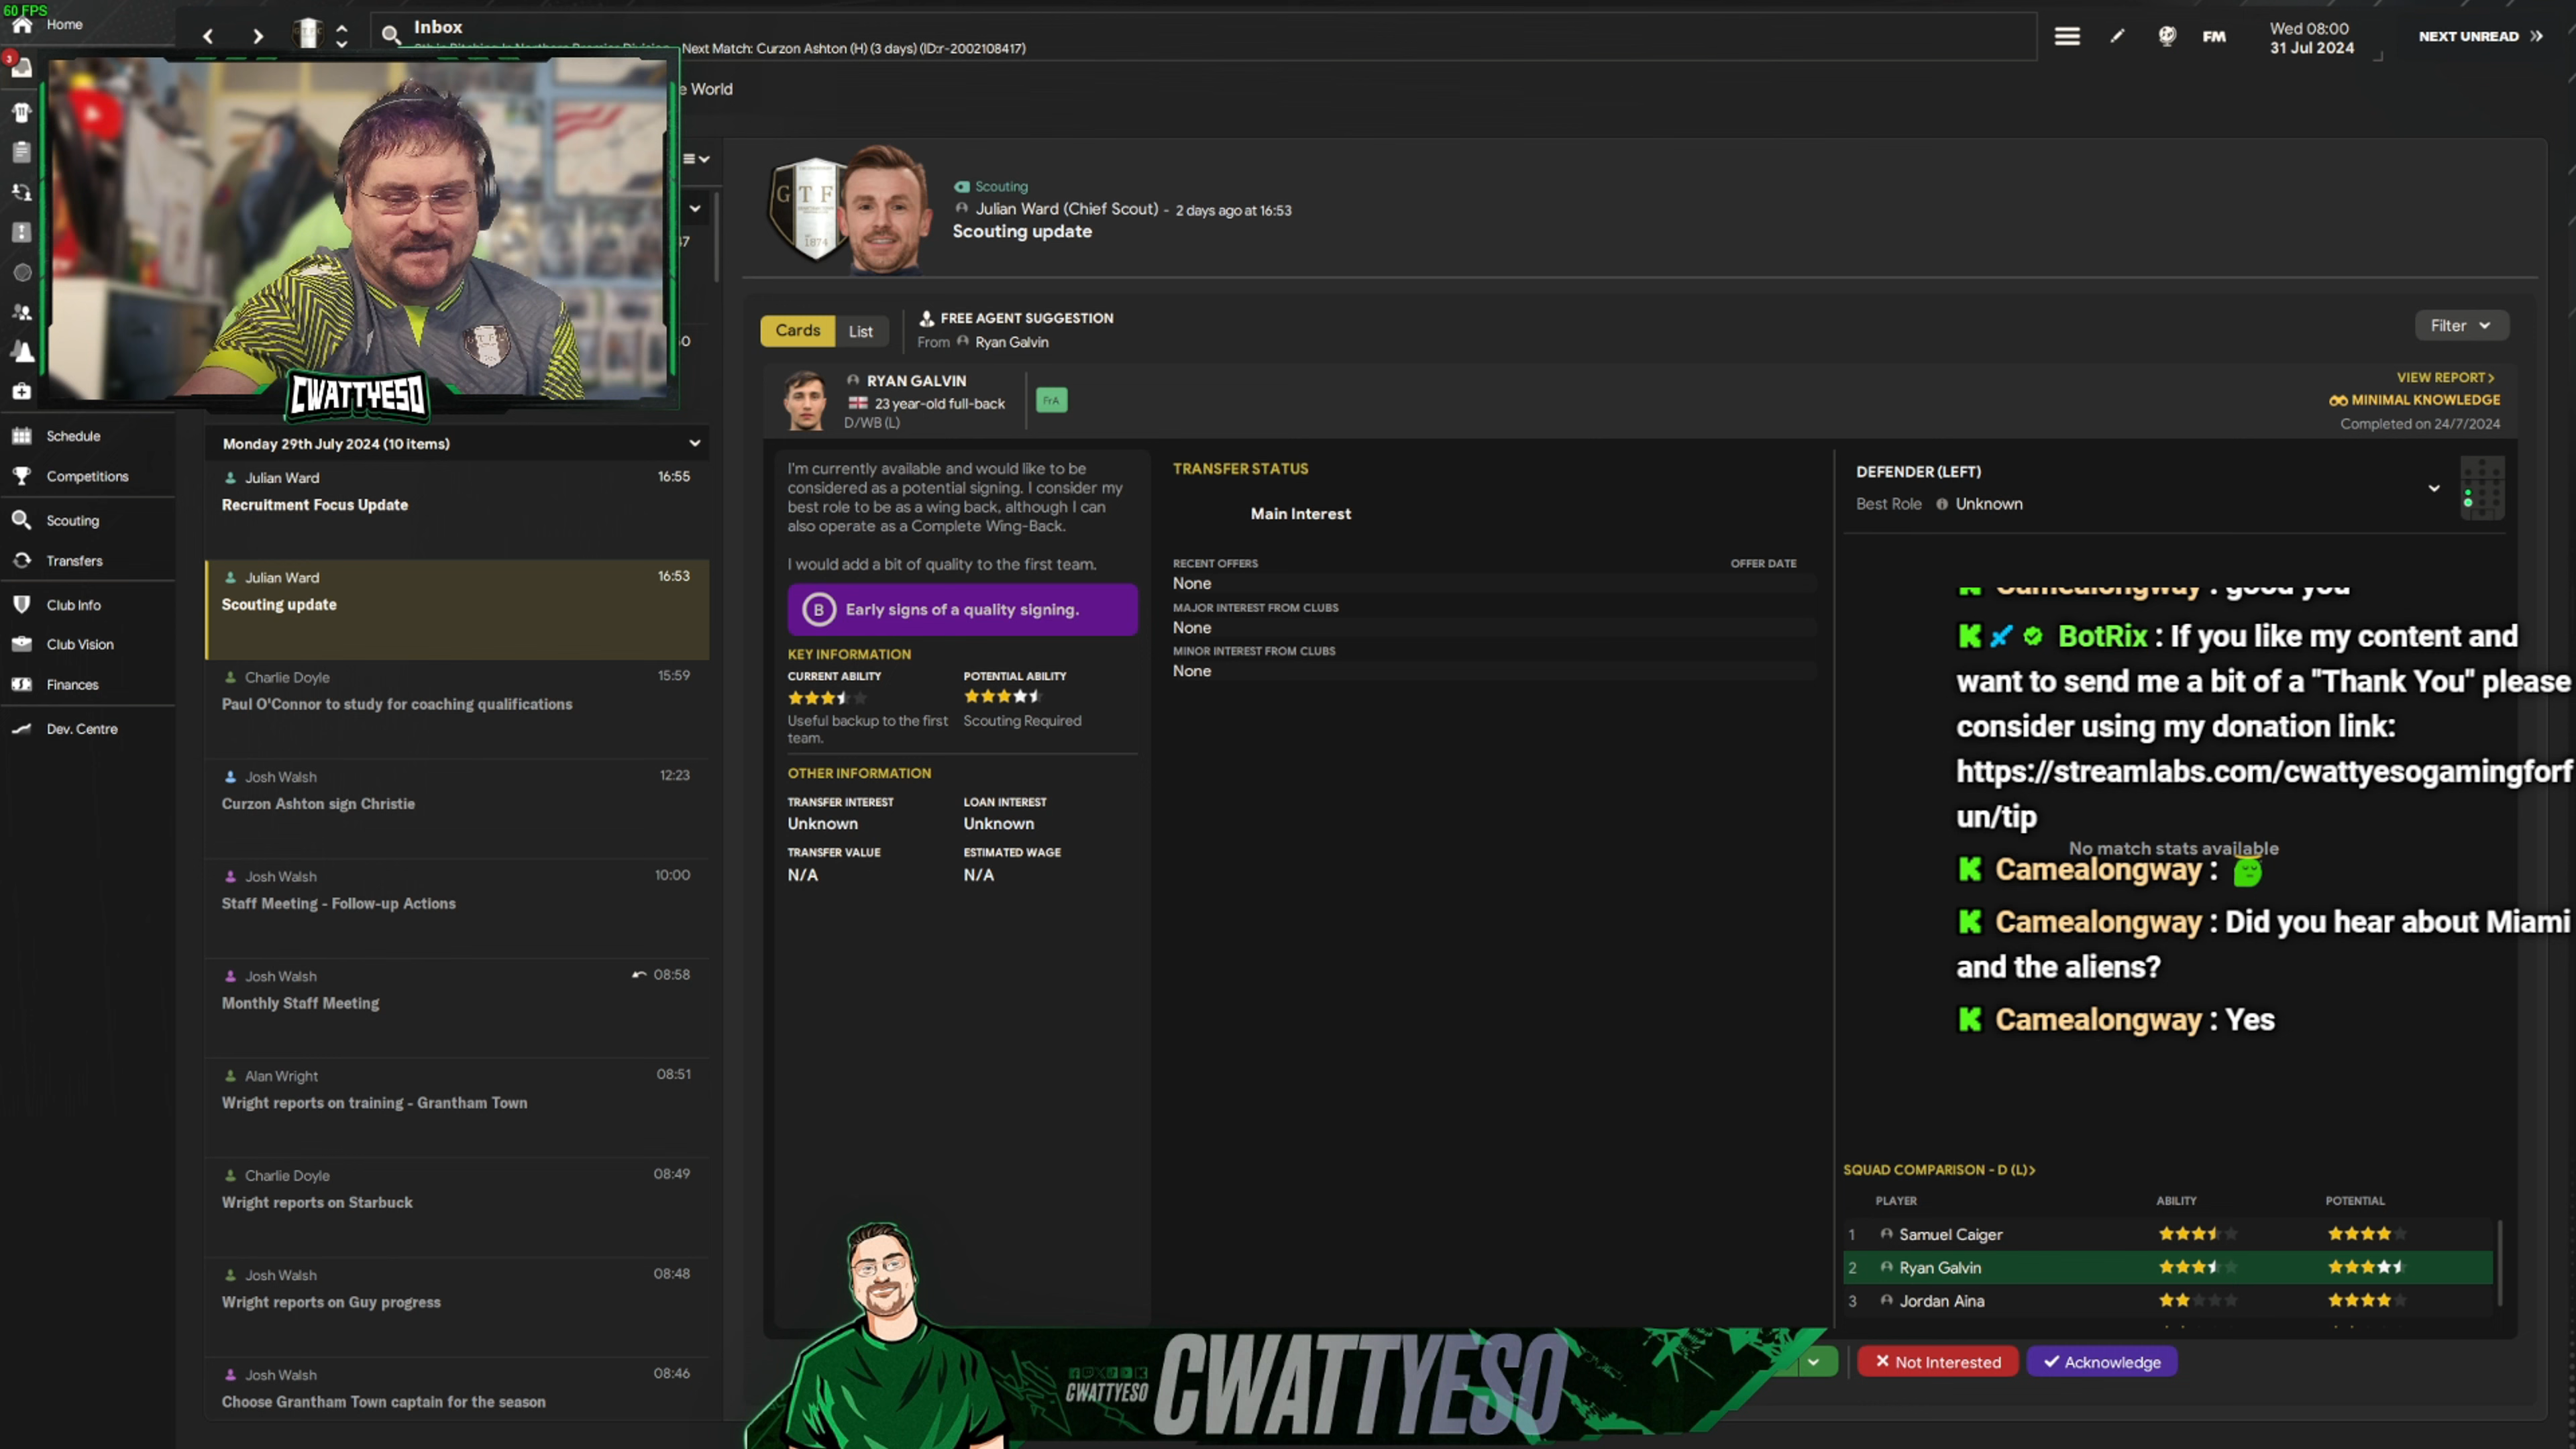 60 FPS
Home
Inbox
Next Match: Curzon Ashton (H) (3 days) (ID:r-2002108417)
FM
Wed 08:00
31 Jul 2024
NEXT UNREAD
3
e World
GTF
1874
Scouting
Julian Ward (Chief Scout) - 2 days ago at 16:53
Scouting update
CWATTYESO
Cards
List
FREE AGENT SUGGESTION
From Ryan Galvin
Filter
RYAN GALVIN
23 year-old full-back
D/WB (L)
FrA
VIEW REPORT >
MINIMAL KNOWLEDGE
Completed on 24/7/2024
Schedule
Competitions
Scouting
Transfers
Club Info
Club Vision
Finances
Dev. Centre
Monday 29th July 2024 (10 items)
Julian Ward 16:55
Recruitment Focus Update
Julian Ward 16:53
Scouting update
Charlie Doyle 15:59
Paul O'Connor to study for coaching qualifications
Josh Walsh 12:23
Curzon Ashton sign Christie
Josh Walsh 10:00
Staff Meeting - Follow-up Actions
Josh Walsh 08:58
Monthly Staff Meeting
Alan Wright 08:51
Wright reports on training - Grantham Town
Charlie Doyle 08:49
Wright reports on Starbuck
Josh Walsh 08:48
Wright reports on Guy progress
Josh Walsh 08:46
Choose Grantham Town captain for the season
I'm currently available and would like to be
considered as a potential signing. I consider my
best role to be as a wing back, although I can
also operate as a Complete Wing-Back.
I would add a bit of quality to the first team.
B Early signs of a quality signing.
KEY INFORMATION
CURRENT ABILITY POTENTIAL ABILITY
Useful backup to the first Scouting Required
team.
OTHER INFORMATION
TRANSFER INTEREST LOAN INTEREST
Unknown Unknown
TRANSFER VALUE ESTIMATED WAGE
N/A N/A
TRANSFER STATUS
Main Interest
RECENT OFFERS OFFER DATE
None
MAJOR INTEREST FROM CLUBS
None
MINOR INTEREST FROM CLUBS
None
DEFENDER (LEFT)
Best Role Unknown
Camealongway : good you
BotRix : If you like my content and
want to send me a bit of a "Thank You" please
consider using my donation link:
https://streamlabs.com/cwattyesogamingforf
un/tip
No match stats available
Camealongway :
Camealongway : Did you hear about Miami
and the aliens?
Camealongway : Yes
SQUAD COMPARISON - D (L) >
PLAYER ABILITY POTENTIAL
1 Samuel Caiger
2 Ryan Galvin
3 Jordan Aina
Not Interested
Acknowledge
CWATTYESO
CWATTYESO